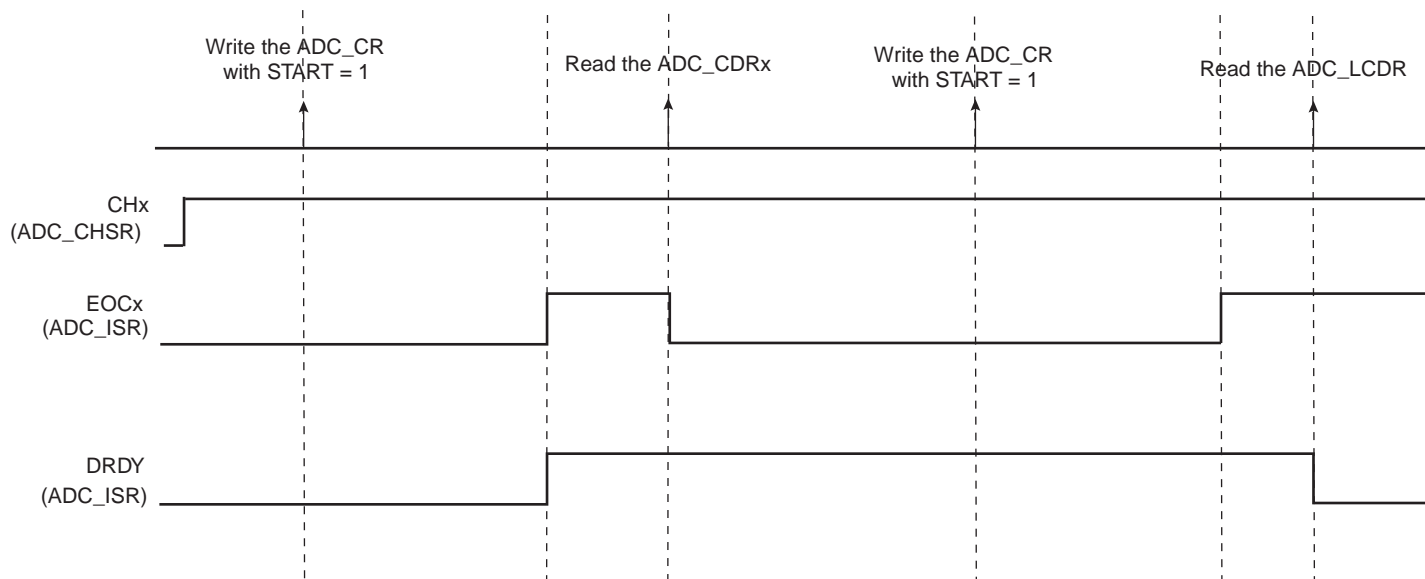 Write the ADC_CR
with START = 1
Read the ADC_CDRx
Write the ADC_CR
with START = 1
Read the ADC_LCDR
CHx
(ADC_CHSR)
EOCx
(ADC_ISR)
DRDY
(ADC_ISR)